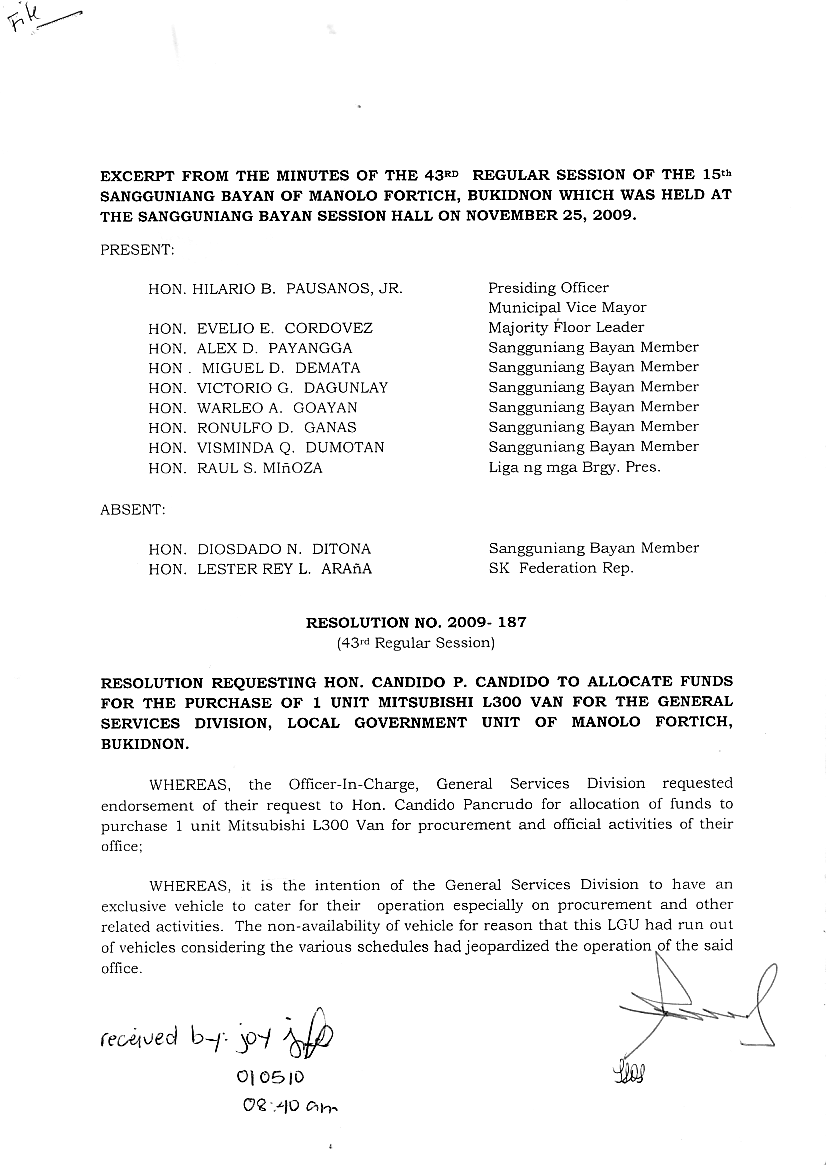 File
EXCERPT FROM THE MINUTES OF THE 43RD REGULAR SESSION OF THE 15th
SANGGUNIANG BAYAN OF MANOLO FORTICH, BUKIDNON WHICH WAS HELD AT
THE SANGGUNIANG BAYAN SESSION HALL ON NOVEMBER 25, 2009.
PRESENT:
HON. HILARIO B. PAUSANOS, JR. Presiding Officer
Municipal Vice Mayor
HON. EVELIO E. CORDOVEZ Majority Floor Leader
HON. ALEX D. PAYANGGA Sangguniang Bayan Member
HON . MIGUEL D. DEMATA Sangguniang Bayan Member
HON. VICTORIO G. DAGUNLAY Sangguniang Bayan Member
HON. WARLEO A. GOAYAN Sangguniang Bayan Member
HON. RONULFO D. GANAS Sangguniang Bayan Member
HON. VISMINDA Q. DUMOTAN Sangguniang Bayan Member
HON. RAUL S. MIñOZA Liga ng mga Brgy. Pres.
ABSENT:
HON. DIOSDADO N. DITONA Sangguniang Bayan Member
HON. LESTER REY L. ARAñA SK Federation Rep.
RESOLUTION NO. 2009- 187
(43rd Regular Session)
RESOLUTION REQUESTING HON. CANDIDO P. CANDIDO TO ALLOCATE FUNDS
FOR THE PURCHASE OF 1 UNIT MITSUBISHI L300 VAN FOR THE GENERAL
SERVICES DIVISION, LOCAL GOVERNMENT UNIT OF MANOLO FORTICH,
BUKIDNON.
WHEREAS, the Officer-In-Charge, General Services Division requested
endorsement of their request to Hon. Candido Pancrudo for allocation of funds to
purchase 1 unit Mitsubishi L300 Van for procurement and official activities of their
office;
WHEREAS, it is the intention of the General Services Division to have an
exclusive vehicle to cater for their operation especially on procurement and other
related activities. The non-availability of vehicle for reason that this LGU had run out
of vehicles considering the various schedules had jeopardized the operation of the said
office.
received by: joy
010510
08:40 am